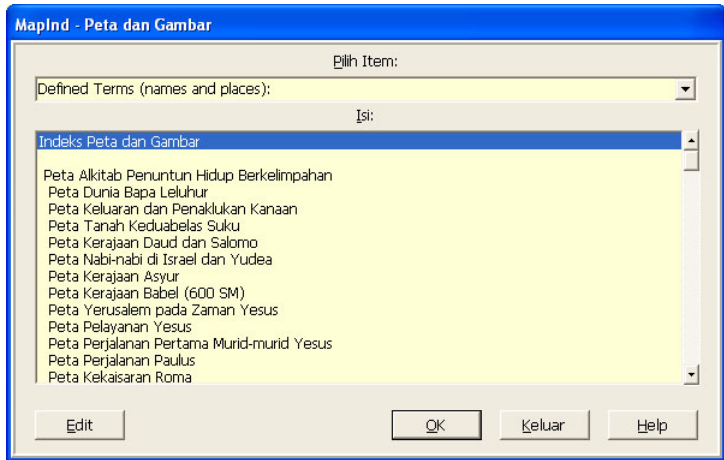 MapInd - Peta dan Gambar
Pilih Item:
Defined Terms (names and places):
Isi:
Indeks Peta dan Gambar
Peta Alkitab Penuntun Hidup Berkelimpahan
Peta Dunia Bapa Leluhur
Peta Keluaran dan Penaklukan Kanaan
Peta Tanah Keduabelas Suku
Peta Kerajaan Daud dan Salomo
Peta Nabi-nabi di Israel dan Yudea
Peta Kerajaan Asyur
Peta Kerajaan Babel (600 SM)
Peta Yerusalem pada Zaman Yesus
Peta Pelayanan Yesus
Peta Perjalanan Pertama Murid-murid Yesus
Peta Perjalanan Paulus
Peta Kekaisaran Roma
Edit
OK
Keluar
Help